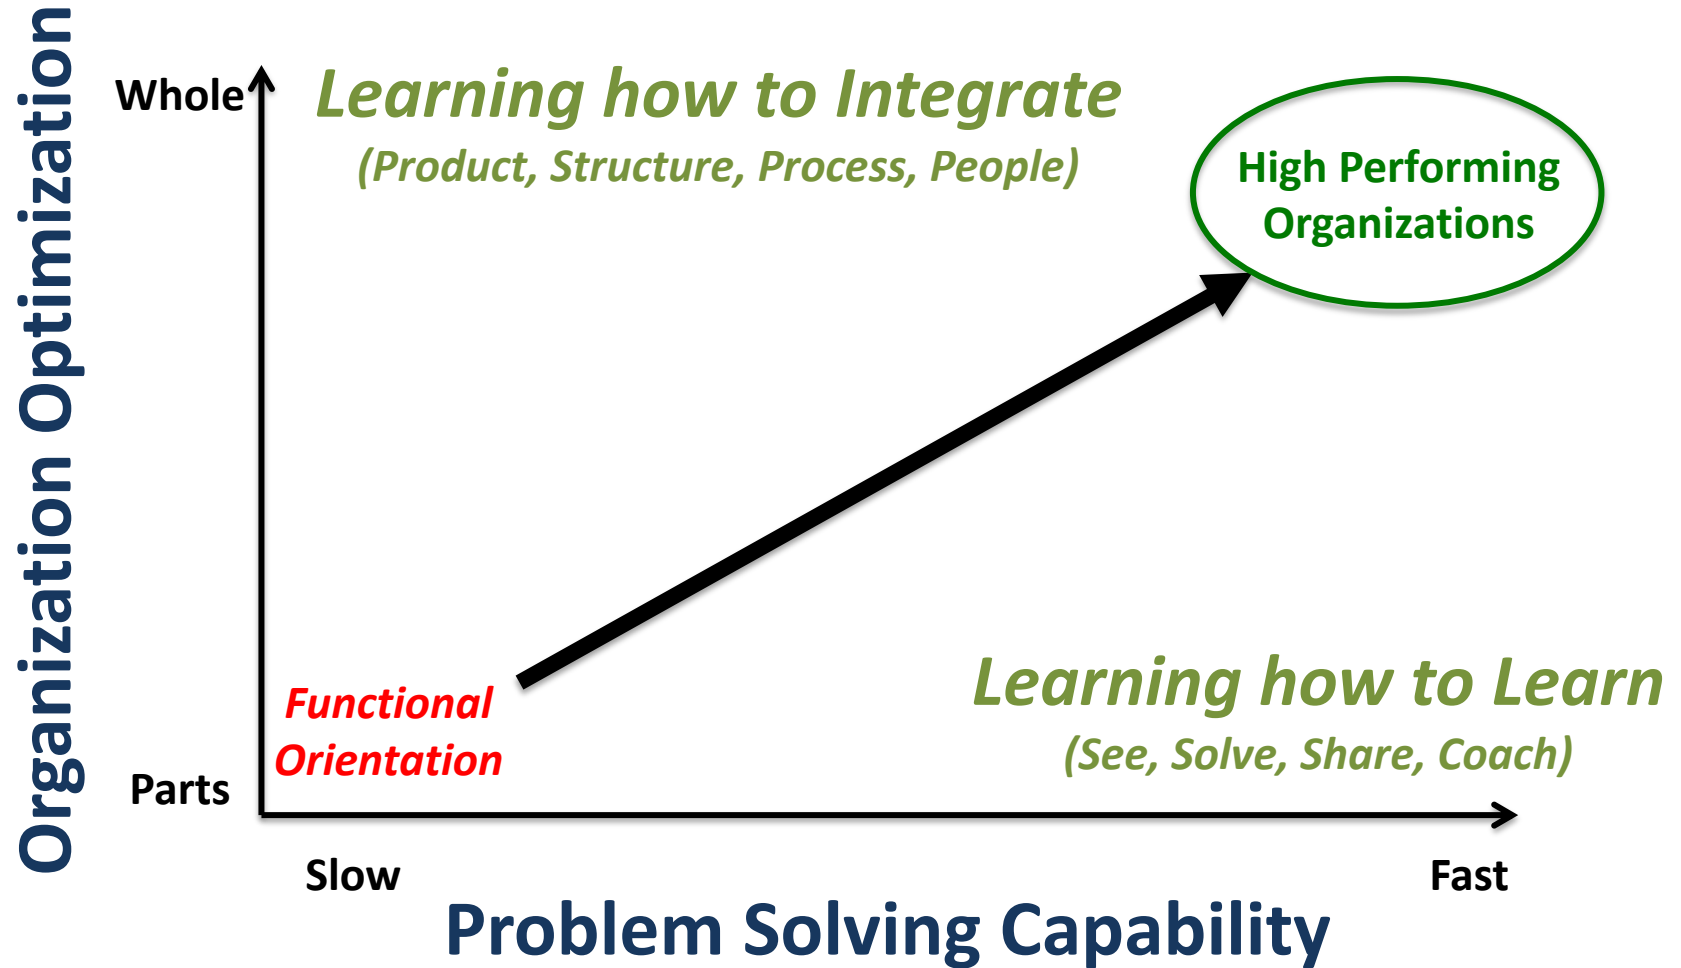 Organization Optimization
Whole
Learning how to Integrate
(Product, Structure, Process, People)
High Performing
Organizations
Functional
Orientation
Learning how to Learn
(See, Solve, Share, Coach)
Parts
Slow
Fast
Problem Solving Capability